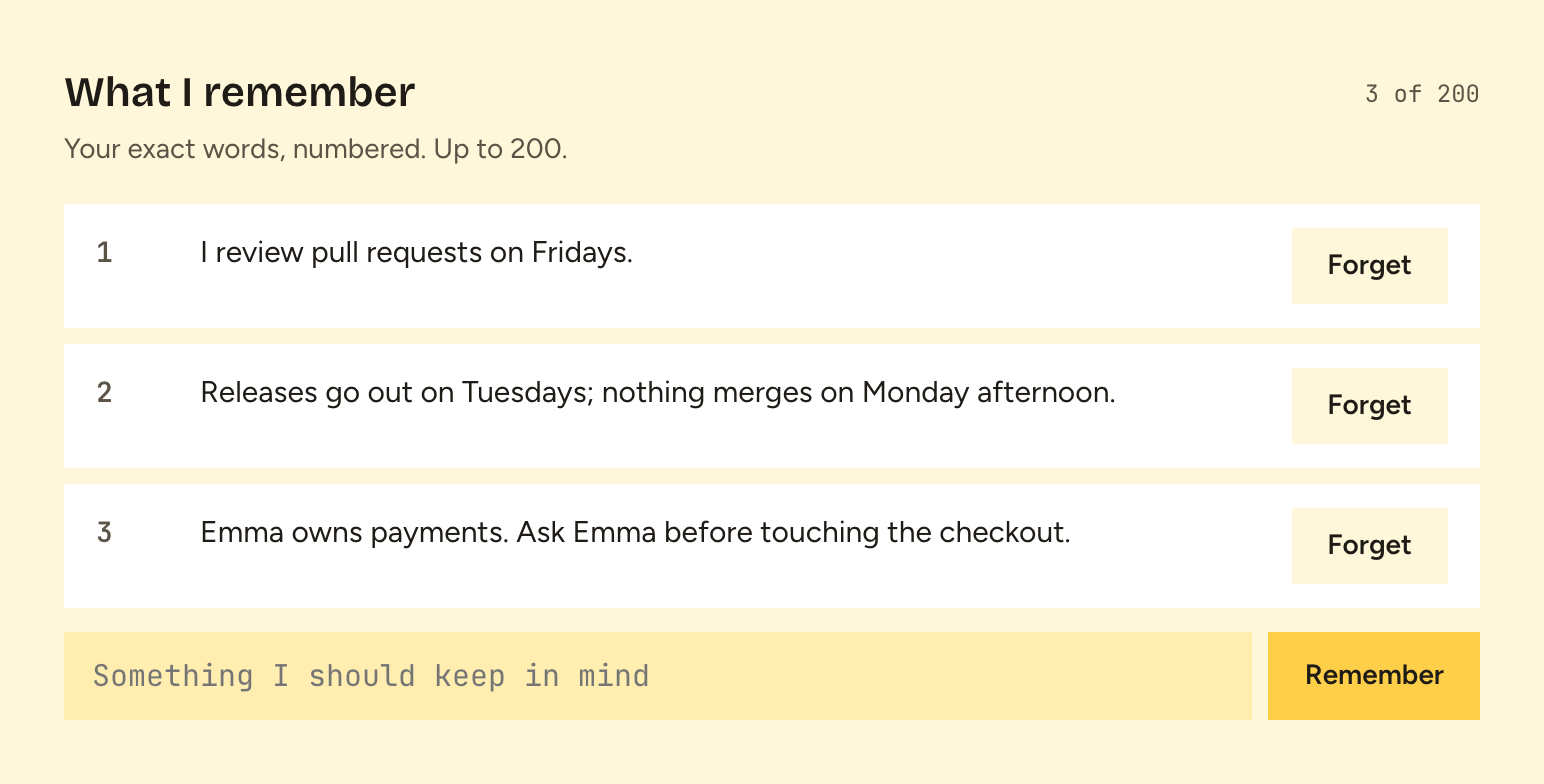 What I remember
3 of 200
Your exact words, numbered. Up to 200.
1 I review pull requests on Fridays. Forget
2 Releases go out on Tuesdays; nothing merges on Monday afternoon. Forget
3 Emma owns payments. Ask Emma before touching the checkout. Forget
Something I should keep in mind Remember